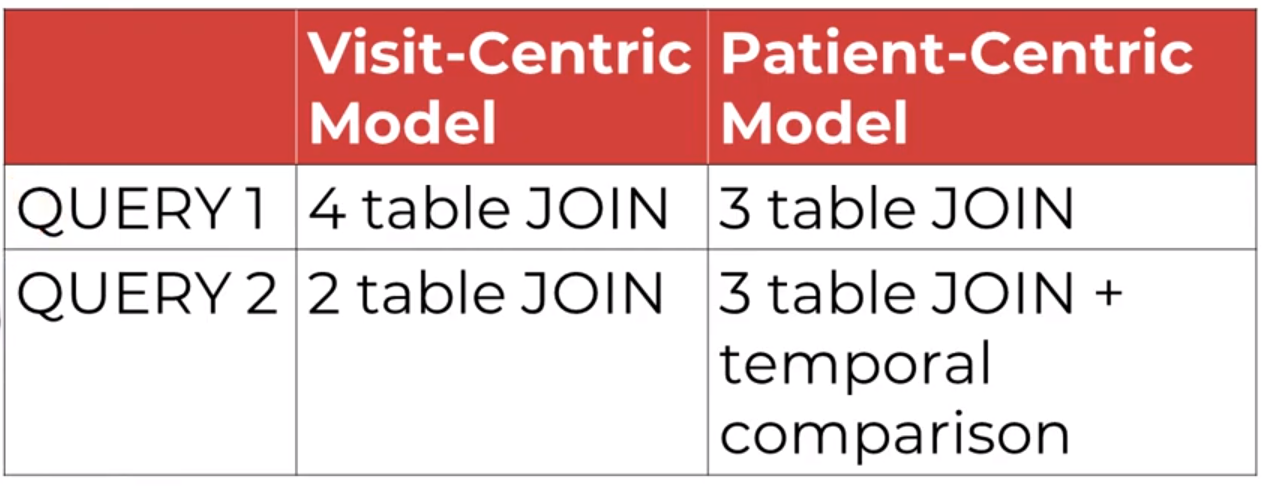 Visit-Centric Model
Patient-Centric Model
QUERY 1
4 table JOIN
3 table JOIN
QUERY 2
2 table JOIN
3 table JOIN +
temporal
comparison